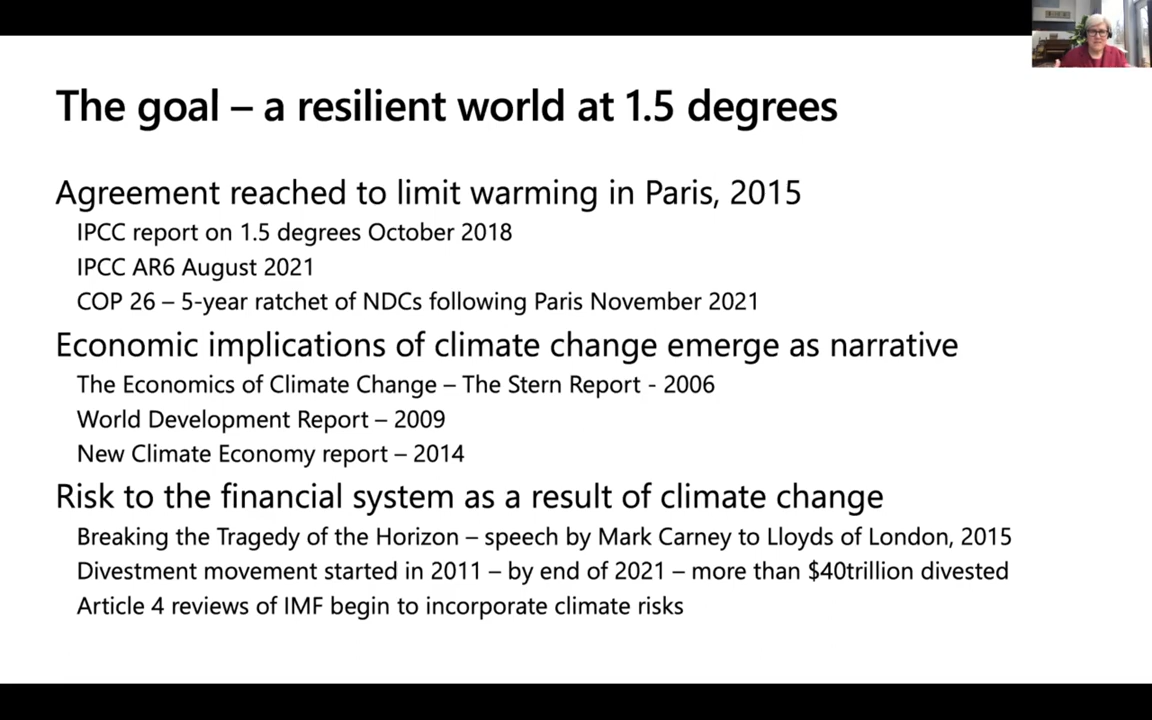 The goal – a resilient world at 1.5 degrees
Agreement reached to limit warming in Paris, 2015
IPCC report on 1.5 degrees October 2018
IPCC AR6 August 2021
COP 26 – 5-year ratchet of NDCs following Paris November 2021
Economic implications of climate change emerge as narrative
The Economics of Climate Change – The Stern Report - 2006
World Development Report – 2009
New Climate Economy report – 2014
Risk to the financial system as a result of climate change
Breaking the Tragedy of the Horizon – speech by Mark Carney to Lloyds of London, 2015
Divestment movement started in 2011 – by end of 2021 – more than $40trillion divested
Article 4 reviews of IMF begin to incorporate climate risks